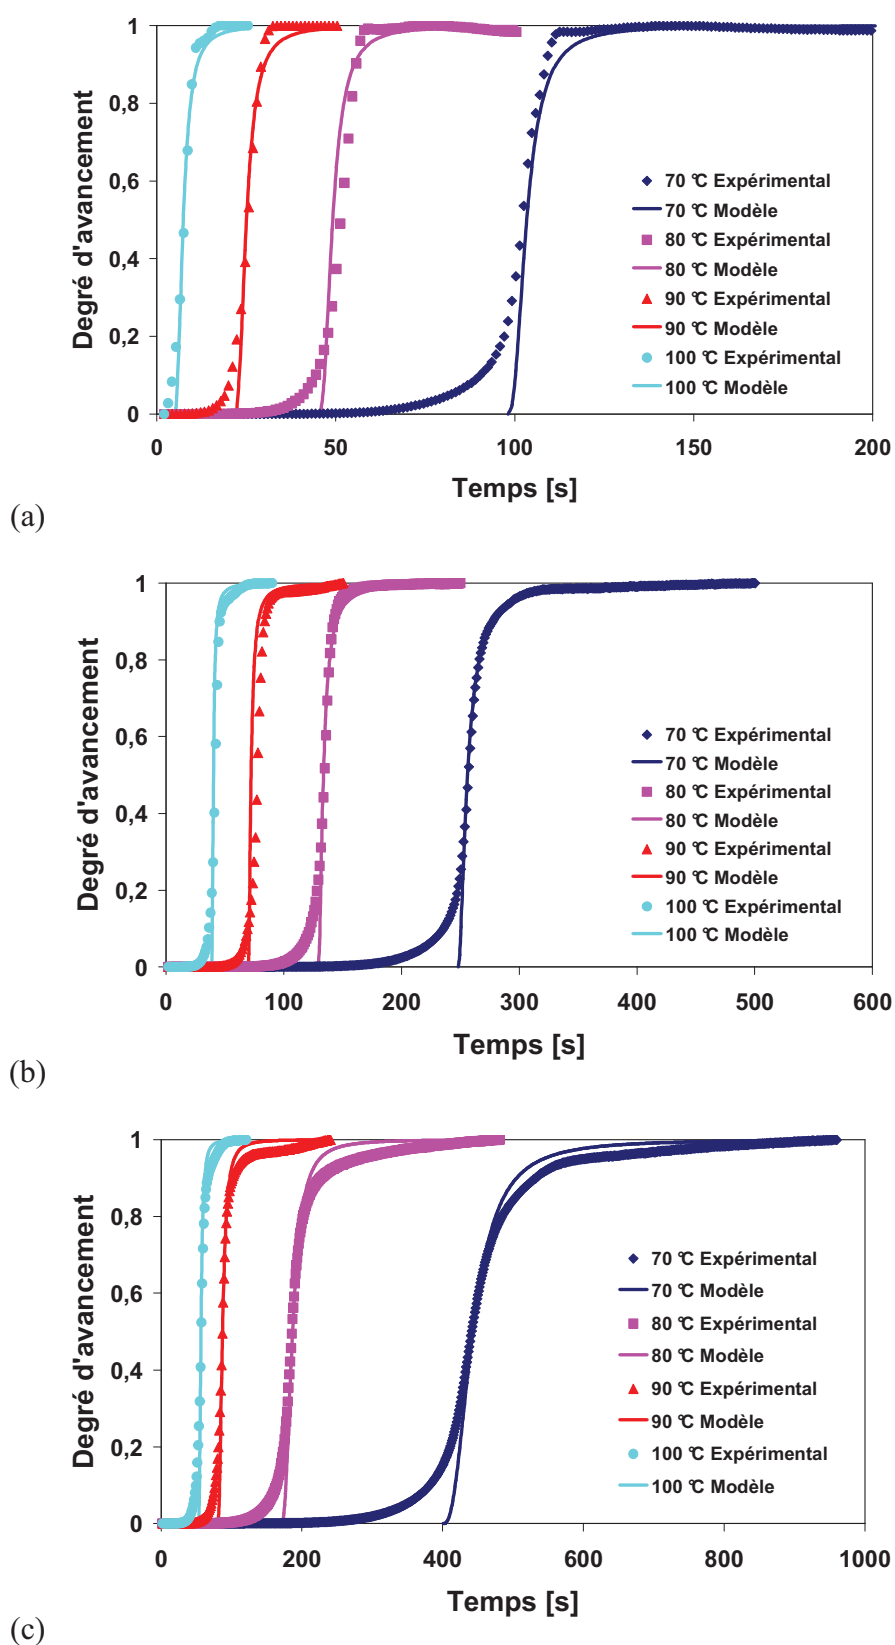 1
0,8
0,6
0,4
0,2
0
Degré d'avancement
70 °C Expérimental
70 °C Modèle
80 °C Expérimental
80 °C Modèle
90 °C Expérimental
90 °C Modèle
100 °C Expérimental
100 °C Modèle
0 50 100 150 200
Temps [s]
(a)
1
0,8
0,6
0,4
0,2
0
Degré d'avancement
70 °C Expérimental
70 °C Modèle
80 °C Expérimental
80 °C Modèle
90 °C Expérimental
90 °C Modèle
100 °C Expérimental
100 °C Modèle
0 100 200 300 400 500 600
Temps [s]
(b)
1
0,8
0,6
0,4
0,2
0
Degré d'avancement
70 °C Expérimental
70 °C Modèle
80 °C Expérimental
80 °C Modèle
90 °C Expérimental
90 °C Modèle
100 °C Expérimental
100 °C Modèle
0 200 400 600 800 1000
Temps [s]
(c)